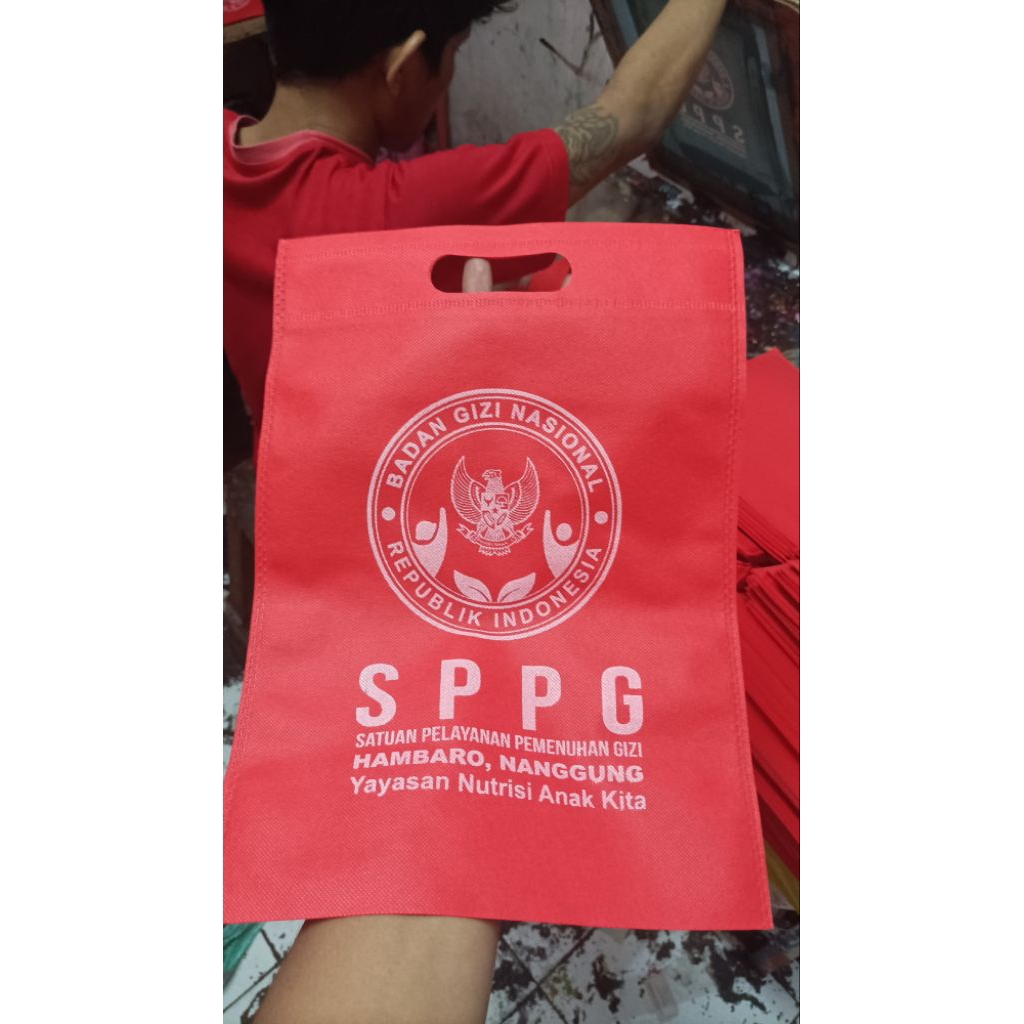 BADAN GIZI NASIONAL
REPUBLIK INDONESIA
SPPG
SATUAN PELAYANAN PEMENUHAN GIZI
HAMBARO, NANGGUNG
Yayasan Nutrisi Anak Kita